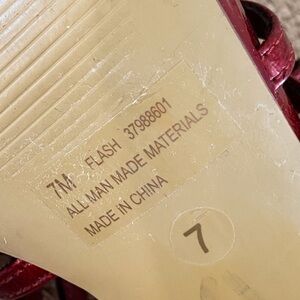 7M FLASH 37988601
ALL MAN MADE MATERIALS
MADE IN CHINA
7